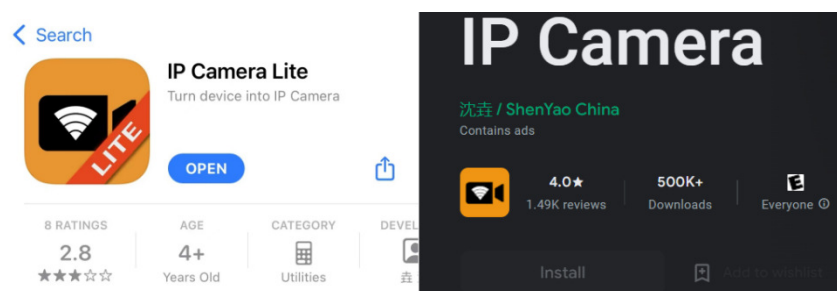 Search
IP Camera Lite
Turn device into IP Camera
LITE
OPEN
8 RATINGS
2.8
AGE
4+
Years Old
CATEGORY
Utilities
DEVEL
垚
IP Camera
沈垚 / ShenYao China
Contains ads
4.0★
1.49K reviews
500K+
Downloads
E
Everyone
Install
Add to wishlist